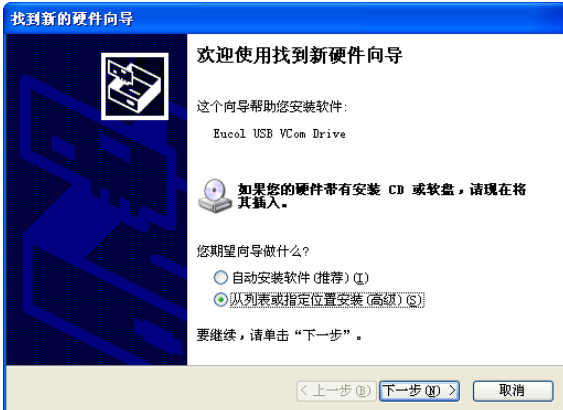 找到新的硬件向导
欢迎使用找到新硬件向导
这个向导帮助您安装软件:
Eucol USB VCom Drive
如果您的硬件带有安装 CD 或软盘，请现在将
其插入。
您期望向导做什么?
自动安装软件(推荐)(I)
从列表或指定位置安装(高级)(S)
要继续，请单击“下一步”。
<上一步(B) 下一步(N)> 取消